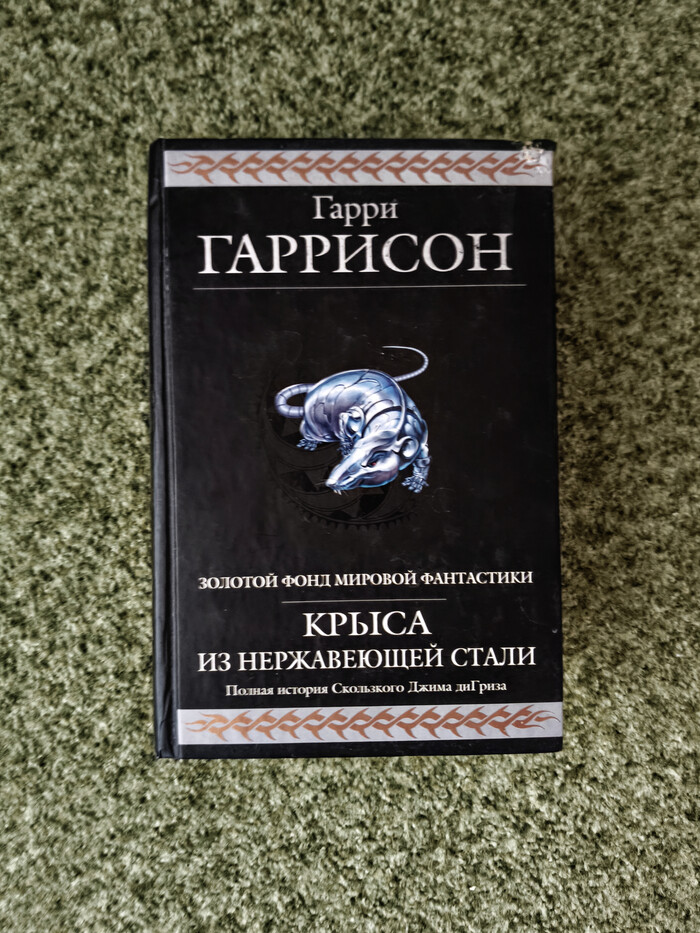 Гарри
ГАРРИСОН
ЗОЛОТОЙ ФОНД МИРОВОЙ ФАНТАСТИКИ
КРЫСА
ИЗ НЕРЖАВЕЮЩЕЙ СТАЛИ
Полная история Скользкого Джима диГриза